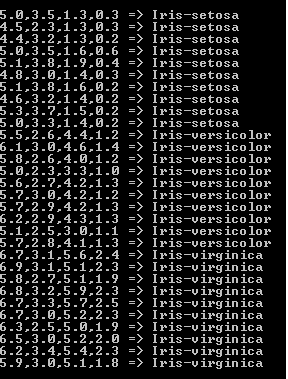 5.0,3.5,1.3,0.3 => Iris-setosa
4.5,2.3,1.3,0.3 => Iris-setosa
4.4,3.2,1.3,0.2 => Iris-setosa
5.0,3.5,1.6,0.6 => Iris-setosa
5.1,3.8,1.9,0.4 => Iris-setosa
4.8,3.0,1.4,0.3 => Iris-setosa
5.1,3.8,1.6,0.2 => Iris-setosa
4.6,3.2,1.4,0.2 => Iris-setosa
5.3,3.7,1.5,0.2 => Iris-setosa
5.0,3.3,1.4,0.2 => Iris-setosa
5.5,2.6,4.4,1.2 => Iris-versicolor
6.1,3.0,4.6,1.4 => Iris-versicolor
5.8,2.6,4.0,1.2 => Iris-versicolor
5.0,2.3,3.3,1.0 => Iris-versicolor
5.6,2.7,4.2,1.3 => Iris-versicolor
5.7,3.0,4.2,1.2 => Iris-versicolor
5.7,2.9,4.2,1.3 => Iris-versicolor
6.2,2.9,4.3,1.3 => Iris-versicolor
5.1,2.5,3.0,1.1 => Iris-versicolor
5.7,2.8,4.1,1.3 => Iris-versicolor
6.7,3.1,5.6,2.4 => Iris-virginica
6.9,3.1,5.1,2.3 => Iris-virginica
5.8,2.7,5.1,1.9 => Iris-virginica
6.8,3.2,5.9,2.3 => Iris-virginica
6.7,3.3,5.7,2.5 => Iris-virginica
6.7,3.0,5.2,2.3 => Iris-virginica
6.3,2.5,5.0,1.9 => Iris-virginica
6.5,3.0,5.2,2.0 => Iris-virginica
6.2,3.4,5.4,2.3 => Iris-virginica
5.9,3.0,5.1,1.8 => Iris-virginica